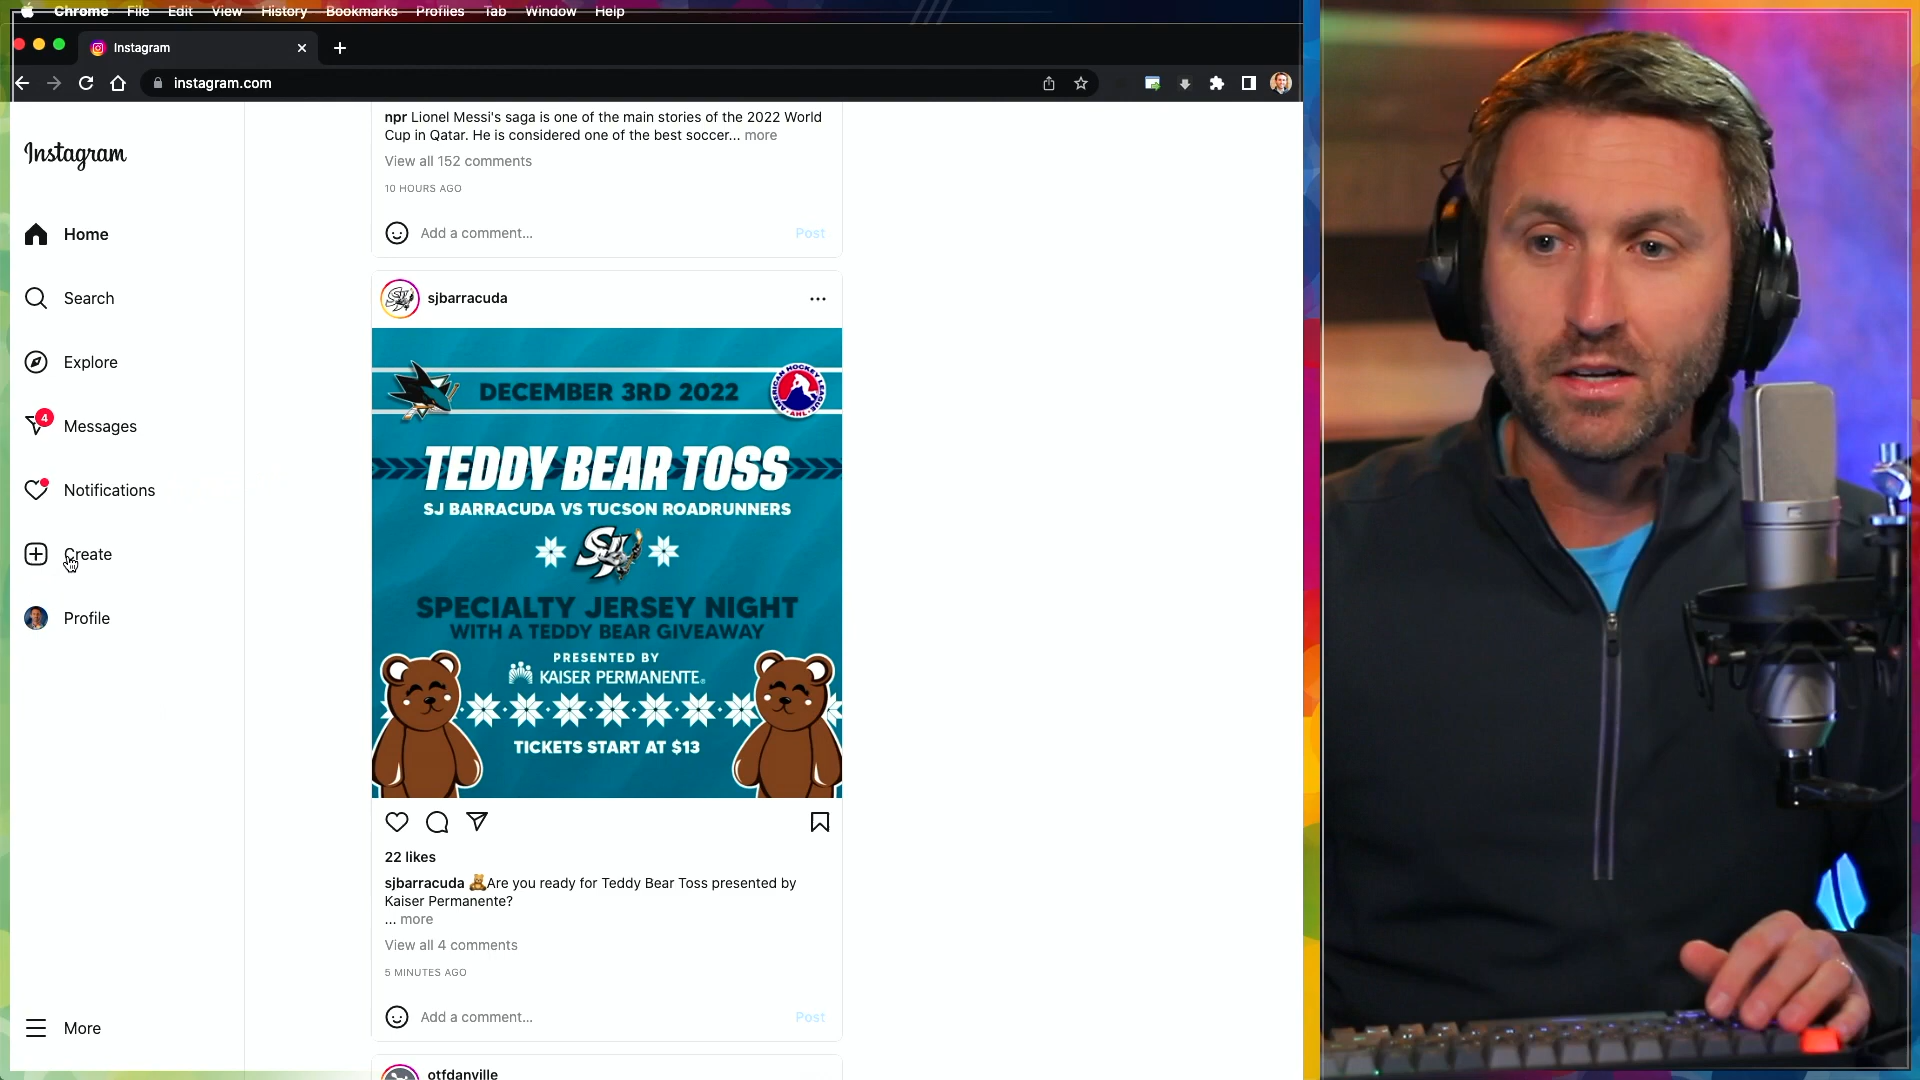 Chrome File Edit View History Bookmarks Profiles Tab Window Help
Instagram
instagram.com
Instagram
Home
Search
Explore
4
Messages
Notifications
Create
Profile
More
npr Lionel Messi's saga is one of the main stories of the 2022 World
Cup in Qatar. He is considered one of the best soccer... more
View all 152 comments
10 HOURS AGO
Add a comment... Post
sjbarracuda
DECEMBER 3RD 2022
AMERICAN HOCKEY LEAGUE
AHL
TEDDY BEAR TOSS
SJ BARRACUDA VS TUCSON ROADRUNNERS
SJ
SPECIALTY JERSEY NIGHT
WITH A TEDDY BEAR GIVEAWAY
PRESENTED BY
KAISER PERMANENTE®
TICKETS START AT $13
22 likes
sjbarracuda 🧸Are you ready for Teddy Bear Toss presented by
Kaiser Permanente?
... more
View all 4 comments
5 MINUTES AGO
Add a comment... Post
otfdanville